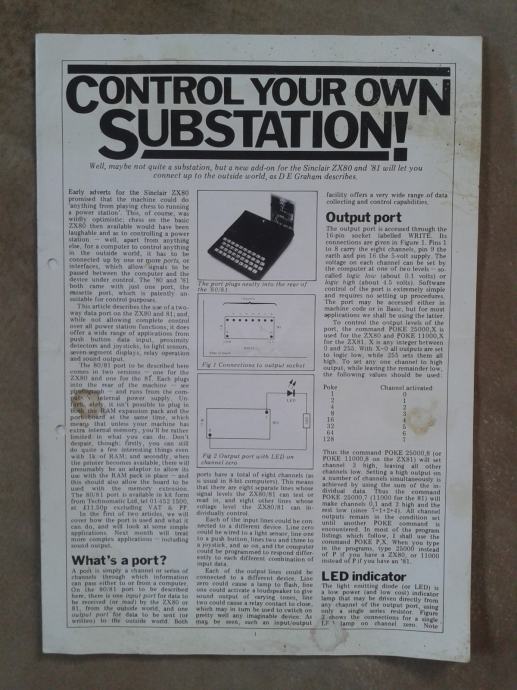 CONTROL YOUR OWN
SUBSTATION!
Well, maybe not quite a substation, but a new add-on for the Sinclair ZX80 and '81 will let you
connect up to the outside world, as D E Graham describes.
Early adverts for the Sinclair ZX80
promised that the machine could do
'anything from playing chess to running
a power station'. This, of course, was
wildly optimistic; chess on the basic
ZX80 then available would have been
laughable and as to controlling a power
station — well, apart from anything
else, for a computer to control anything
in the outside world, it has to be
connected up by one or more ports, or
interfaces, which allow signals to be
passed between the computer and the
device under control. The '80 and '81
both came with just one port, the
cassette port, which is patently un-
suitable for control purposes.
This article describes the use of a two-
way data port on the ZX80 and 81; and,
while not allowing complete control
over all power station functions, it does
offer a wide range of applications from
push button data input, proximity
detectors and joysticks, to light sensors,
seven-segment displays, relay operation
and sound output.
The 80/81 port to be described here
comes in two versions — one for the
ZX80 and one for the 81. Each plugs
into the rear of the machine — see
photograph — and runs from the com-
internal power supply. Un-
it isn't possible to plug in
RAM expansion pack and the
port board at the same time, which
means that unless your machine has
extra internal memory, you'll be rather
limited in what you can do. Don't
despair, though: firstly, you can still
do quite a few interesting things even
with 1k of RAM; and secondly, when
the printer becomes available, there will
presumably be an adaptor to allow its
use with the RAM pack in place — and
this should also allow the board to be
used with the memory extension.
The 80/81 port is available in kit form
from Technomatic Ltd, tel 01-452 1500,
at £11.50p excluding VAT & PP.
In the first of two articles, we will
cover how the port is used and what it
can do, and will look at some simple
applications. Next month will treat
more complex applications — including
sound output.
What's a port?
A port is simply a channel or series of
channels through which information
can pass either to or from a computer.
On the 80/81 port to be described
here, there is one input port for data to
be received (or read) by the ZX80 or
81, from the outside world, and one
output port for data to be sent (or
written) to the outside world. Both
The port plugs neatly into the rear of
the '80/81
Fig 1 Connections to output socket
LED
Fig 2 Output port with LED on
channel zero
ports have a total of eight channels (as
is usual in 8-bit computers). This means
that there are eight separate lines whose
signal levels the ZX80/81 can test or
read in, and eight other lines whose
voltage level the ZX80/81 can in-
dividually control.
Each of the input lines could be con-
nected to a different device. Line zero
could be wired to a light sensor, line one
to a push button, lines two and three to
a joystick, and so on, and the computer
could be programmed to respond differ-
ently to each different combination of
input data.
Each of the output lines could be
connected to a different device. Line
zero could cause a lamp to flash, line
one could activate a loudspeaker to give
sound output of varying tones, line
two could cause a relay contact to close,
which may in turn be used to switch on
pretty well any imaginable device. As
may be seen, such an input/output
facility offers a very wide range of data
collecting and control capabilities.
Output port
The output port is accessed through the
16-pin socket labelled WRITE. Its
connections are given in Figure 1. Pins 1
to 8 carry the eight channels, pin 9 the
earth and pin 16 the 5-volt supply. The
voltage on each channel can be set by
the computer at one of two levels — so-
called logic low (about 0.1 volts) or
logic high (about 4.5 volts). Software
control of the port is extremely simple
and requires no setting up procedures.
The port may be accessed either in
machine code or in Basic, but for most
applications we shall be using the latter.
To control the output levels of the
port, the command POKE 25000,X is
used for the ZX80 and POKE 11000,X
for the ZX81. X is any integer between
0 and 255. With X=0 all outputs are set
to logic low, while 255 sets them all
high. To set any one channel to high
output, while leaving the remainder low,
the following values should be used:
Poke Channel activated
1 0
2 1
4 2
8 3
16 4
32 5
64 6
128 7
Thus the command POKE 25000,8 (or
POKE 11000,8 on the ZX81) will set
channel 3 high, leaving all other
channels low. Setting a high output on
a number of channels simultaneously is
achieved by using the sum of the in-
dividual data. Thus the command
POKE 25000,7 (11000 for the 81) will
make channels 0,1 and 2 high and the
rest low (since 7=1+2+4). All channel
outputs remain in the condition set
until another POKE command is
encountered. In most of the program
listings which follow, I shall use the
command POKE P,X. When you type
in the programs, type 25000 instead
of P if you have a ZX80, or 11000
instead of P if you have an '81.
LED indicator
The light emitting diode (or LED) is
a low power (and low cost) indicator
lamp that may be driven directly from
any channel of the output port, using
only a single series resistor. Figure
2 shows the connections for a single
lamp on channel zero. Note
1